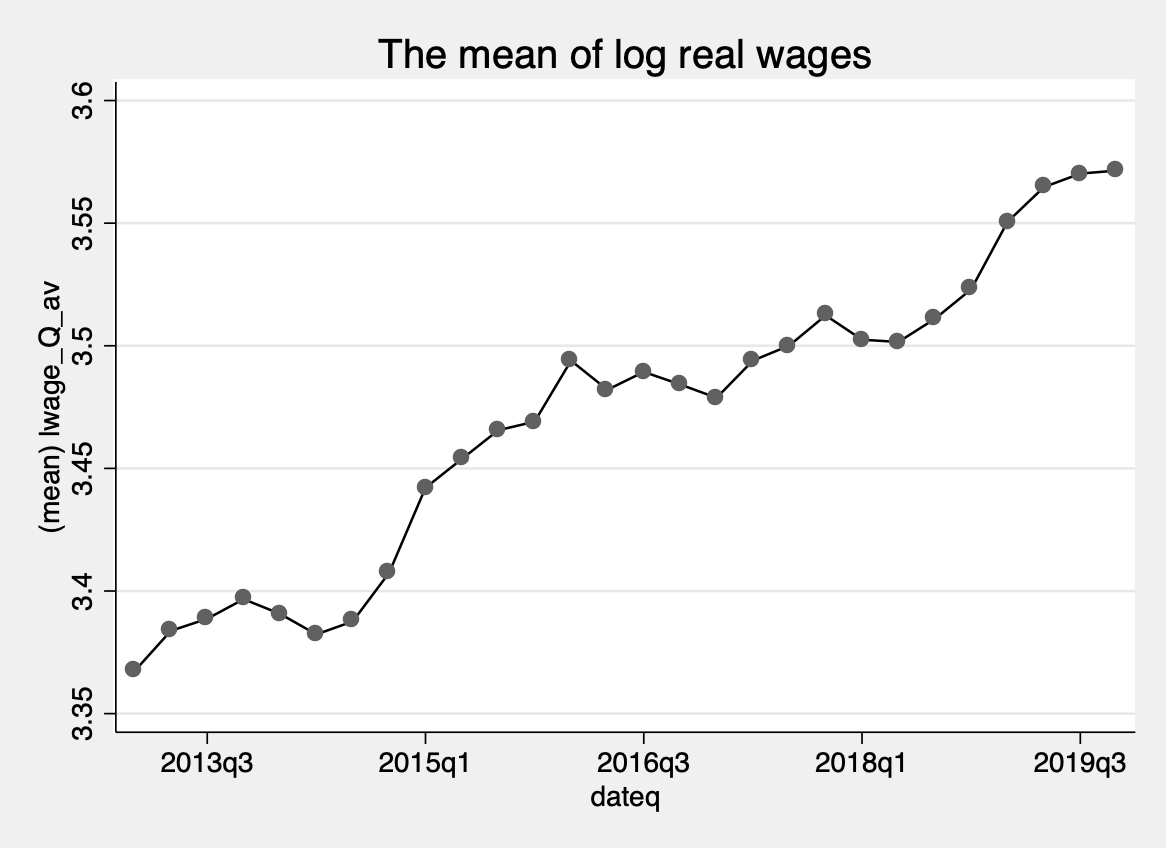 The mean of log real wages
(mean) lwage_Q_av
3.6
3.55
3.5
3.45
3.4
3.35
2013q3 2015q1 2016q3 2018q1 2019q3
dateq